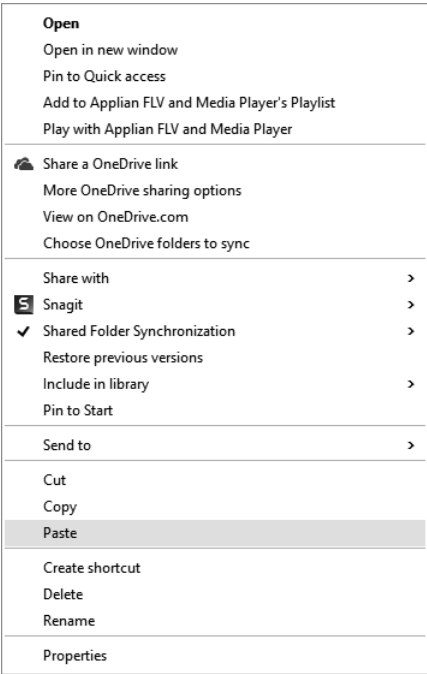 Open
Open in new window
Pin to Quick access
Add to Applian FLV and Media Player's Playlist
Play with Applian FLV and Media Player
Share a OneDrive link
More OneDrive sharing options
View on OneDrive.com
Choose OneDrive folders to sync
Share with
S Snagit
Shared Folder Synchronization
Restore previous versions
Include in library
Pin to Start
Send to
Cut
Copy
Paste
Create shortcut
Delete
Rename
Properties